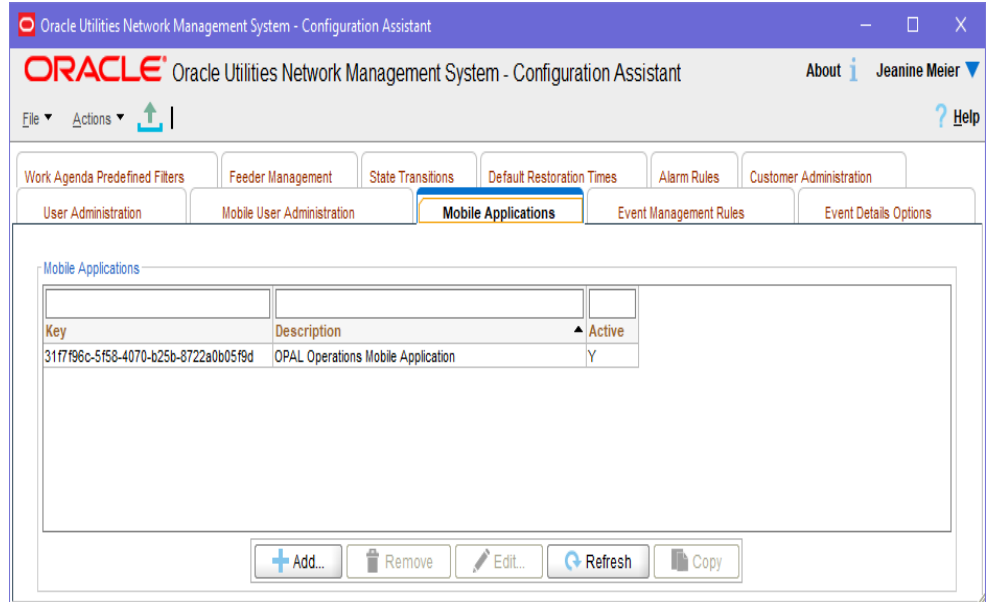 Oracle Utilities Network Management System - Configuration Assistant
ORACLE Oracle Utilities Network Management System - Configuration Assistant About Jeanine Meier
File Actions Help
Work Agenda Predefined Filters Feeder Management State Transitions Default Restoration Times Alarm Rules Customer Administration
User Administration Mobile User Administration Mobile Applications Event Management Rules Event Details Options
Mobile Applications
Key Description Active
31f7f96c-5f58-4070-b25b-8722a0b05f9d OPAL Operations Mobile Application Y
Add... Remove Edit... Refresh Copy